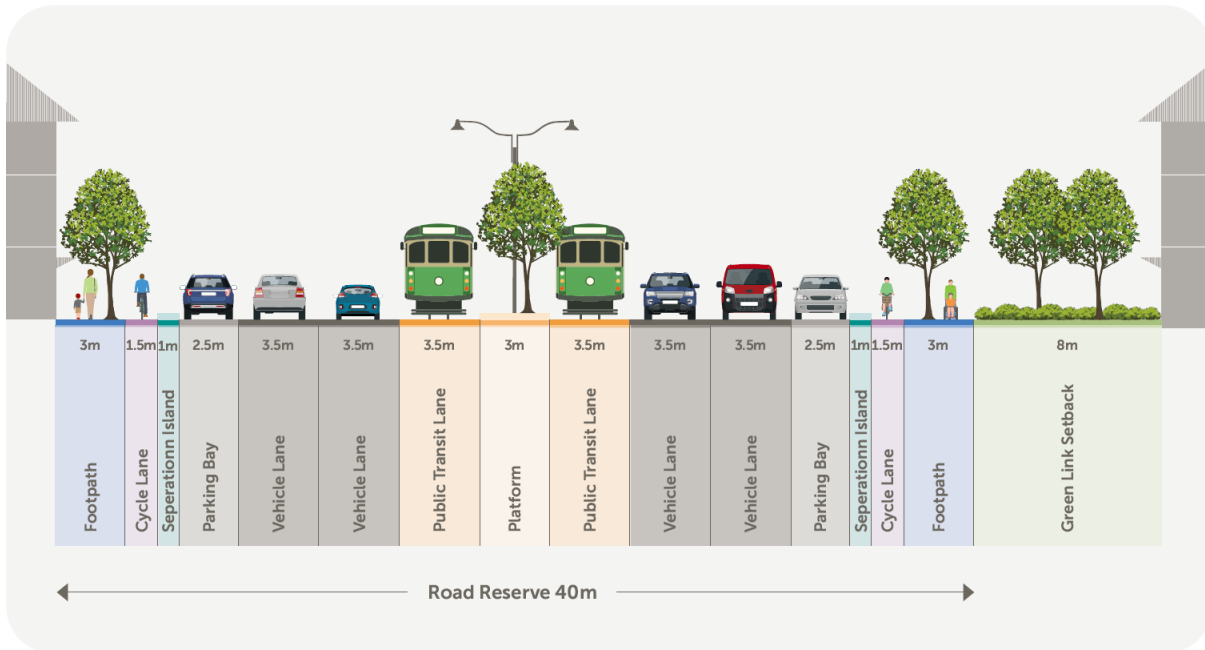 3m
1.5m
1m
2.5m
3.5m
3.5m
3.5m
3m
3.5m
3.5m
3.5m
2.5m
1m
1.5m
3m
8m
Footpath
Cycle Lane
Seperationn Island
Parking Bay
Vehicle Lane
Vehicle Lane
Public Transit Lane
Platform
Public Transit Lane
Vehicle Lane
Vehicle Lane
Parking Bay
Seperationn Island
Cycle Lane
Footpath
Green Link Setback
Road Reserve 40m